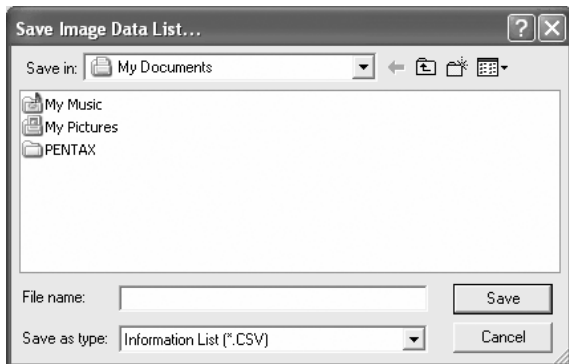 Save Image Data List...
Save in: My Documents
My Music
My Pictures
PENTAX
File name: Save
Save as type: Information List (*.CSV) Cancel